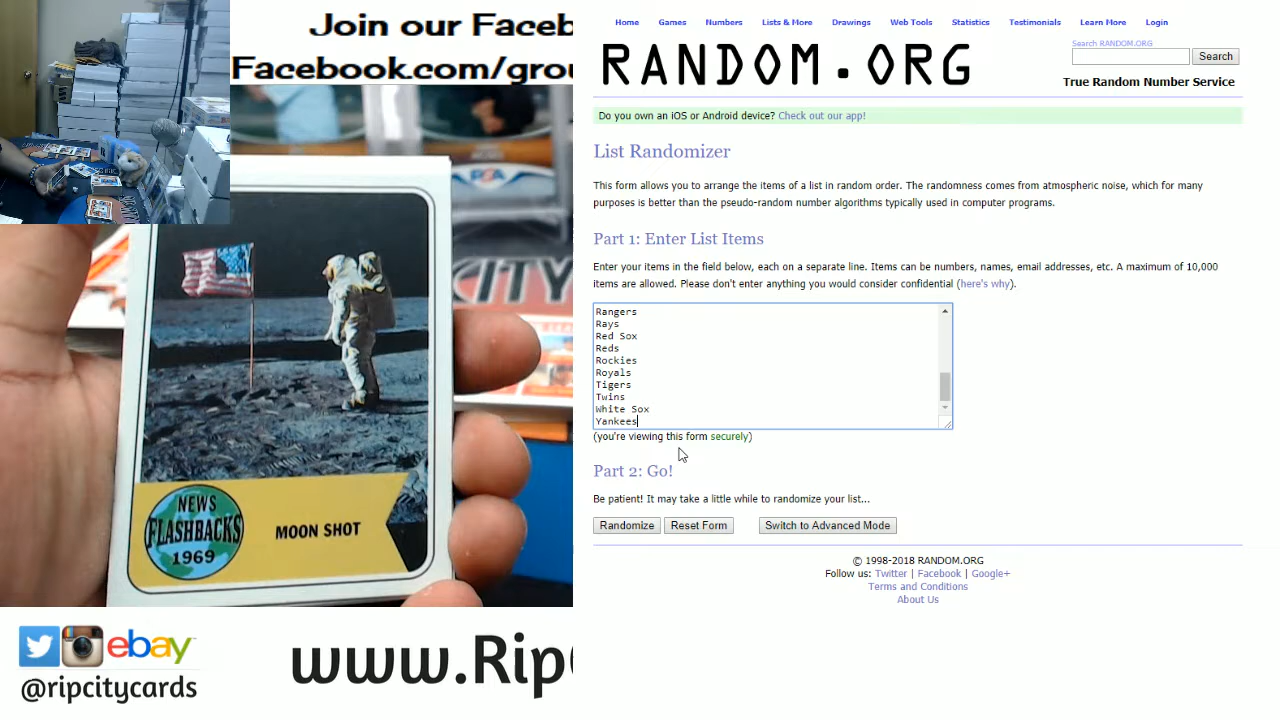 Join our Faceb
Facebook.com/grou
PSA
CITY
NEWS
FLASHBACKS
1969
MOON SHOT
ebay
@ripcitycards
www.Rip
Home Games Numbers Lists & More Drawings Web Tools Statistics Testimonials Learn More Login
RANDOM.ORG
Search RANDOM.ORG
Search
True Random Number Service
Do you own an iOS or Android device? Check out our app!
List Randomizer
This form allows you to arrange the items of a list in random order. The randomness comes from atmospheric noise, which for many
purposes is better than the pseudo-random number algorithms typically used in computer programs.
Part 1: Enter List Items
Enter your items in the field below, each on a separate line. Items can be numbers, names, email addresses, etc. A maximum of 10,000
items are allowed. Please don't enter anything you would consider confidential (here's why).
Rangers
Rays
Red Sox
Reds
Rockies
Royals
Tigers
Twins
White Sox
Yankees
(you're viewing this form securely)
Part 2: Go!
Be patient! It may take a little while to randomize your list...
Randomize Reset Form Switch to Advanced Mode
© 1998-2018 RANDOM.ORG
Follow us: Twitter | Facebook | Google+
Terms and Conditions
About Us